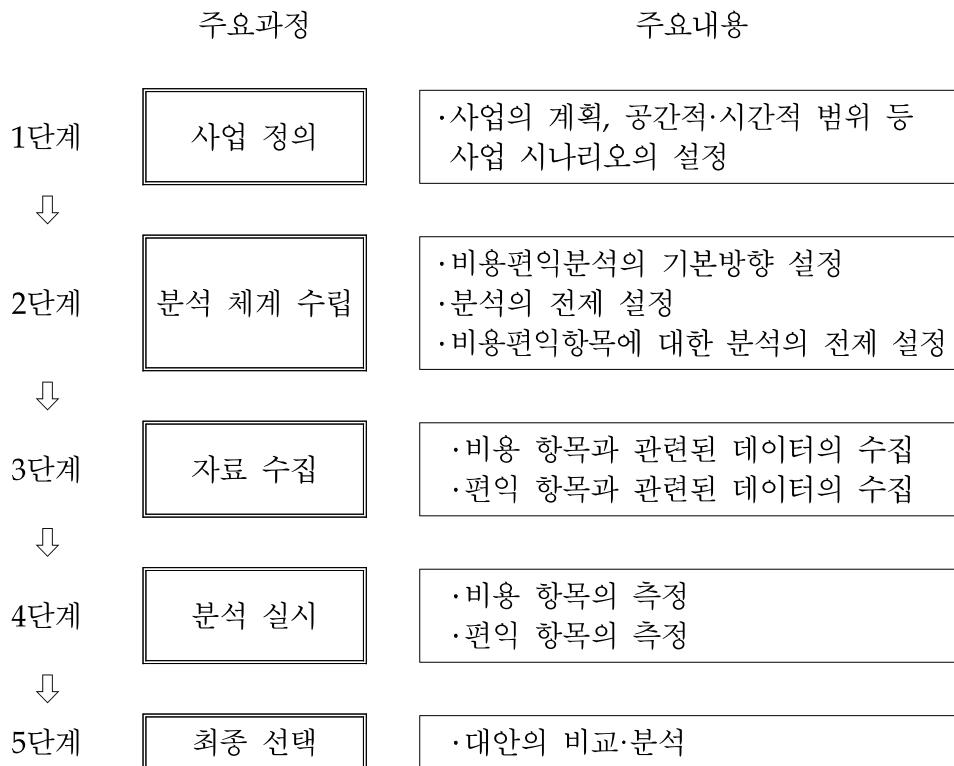 주요과정 주요내용
1단계 사업 정의 ·사업의 계획, 공간적·시간적 범위 등
사업 시나리오의 설정
⇩
2단계 분석 체계 수립 ·비용편익분석의 기본방향 설정
·분석의 전제 설정
·비용편익항목에 대한 분석의 전제 설정
⇩
3단계 자료 수집 ·비용 항목과 관련된 데이터의 수집
·편익 항목과 관련된 데이터의 수집
⇩
4단계 분석 실시 ·비용 항목의 측정
·편익 항목의 측정
⇩
5단계 최종 선택 ·대안의 비교·분석